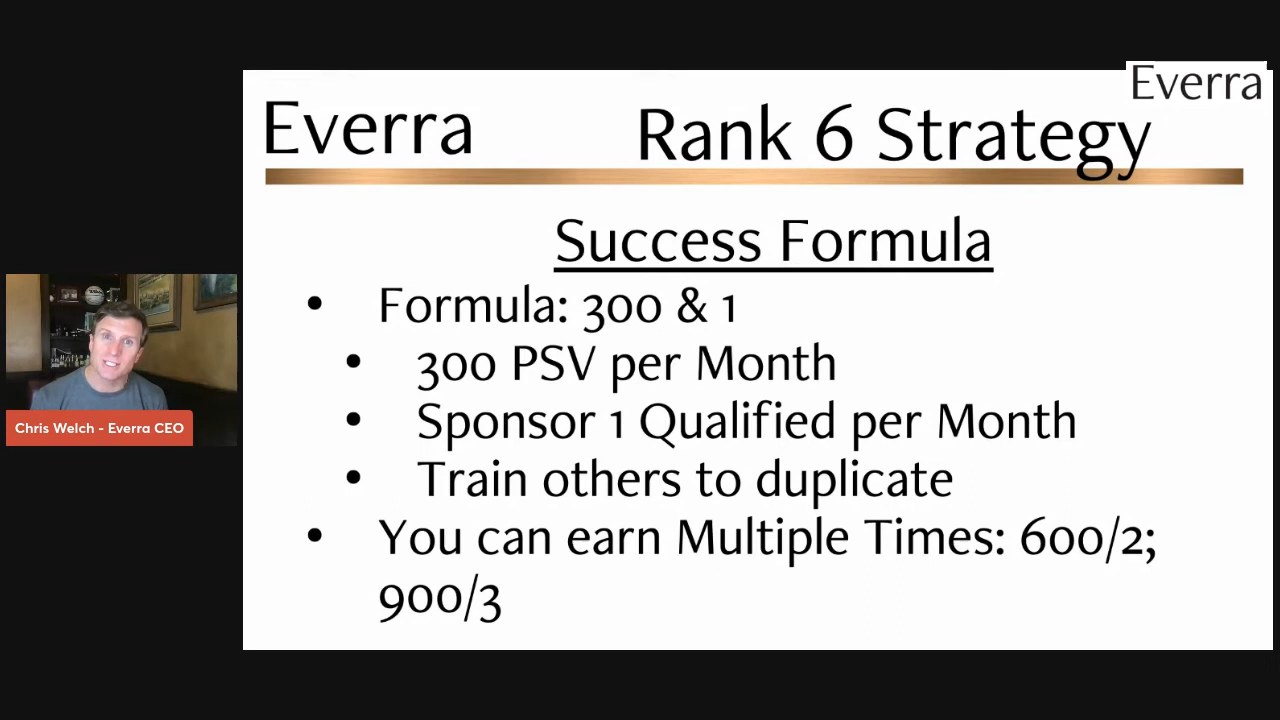 Everra
Everra
Rank 6 Strategy
Success Formula
• Formula: 300 & 1
• 300 PSV per Month
• Sponsor 1 Qualified per Month
• Train others to duplicate
• You can earn Multiple Times: 600/2;
900/3
Chris Welch - Everra CEO